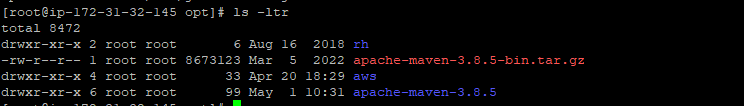 [root@ip-172-31-32-145 opt]# ls -ltr
total 8472
drwxr-xr-x 2 root root       6 Aug 16  2018 rh
-rw-r--r-- 1 root root 8673123 Mar  5  2022 apache-maven-3.8.5-bin.tar.gz
drwxr-xr-x 4 root root      33 Apr 20 18:29 aws
drwxr-xr-x 6 root root      99 May  1 10:31 apache-maven-3.8.5